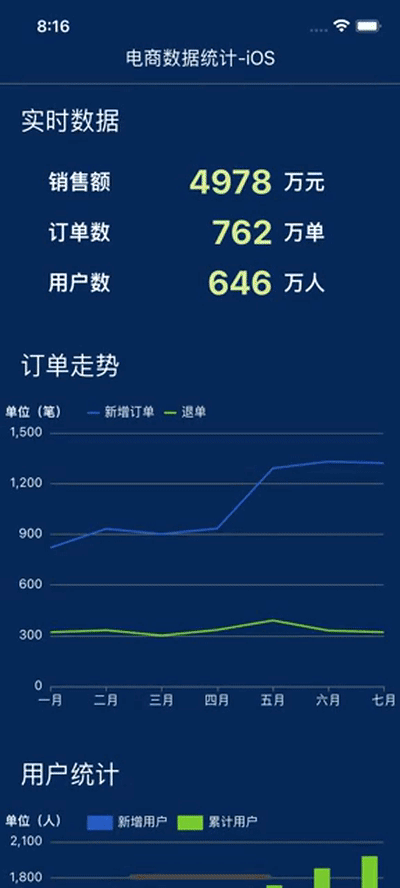 8:16
电商数据统计-iOS
实时数据
销售额 4978 万元
订单数 762 万单
用户数 646 万人
订单走势
单位（笔） 新增订单 退单
1,500
1,200
900
600
300
0
一月 二月 三月 四月 五月 六月 七月
用户统计
单位（人） 新增用户 累计用户
2,100
1,800